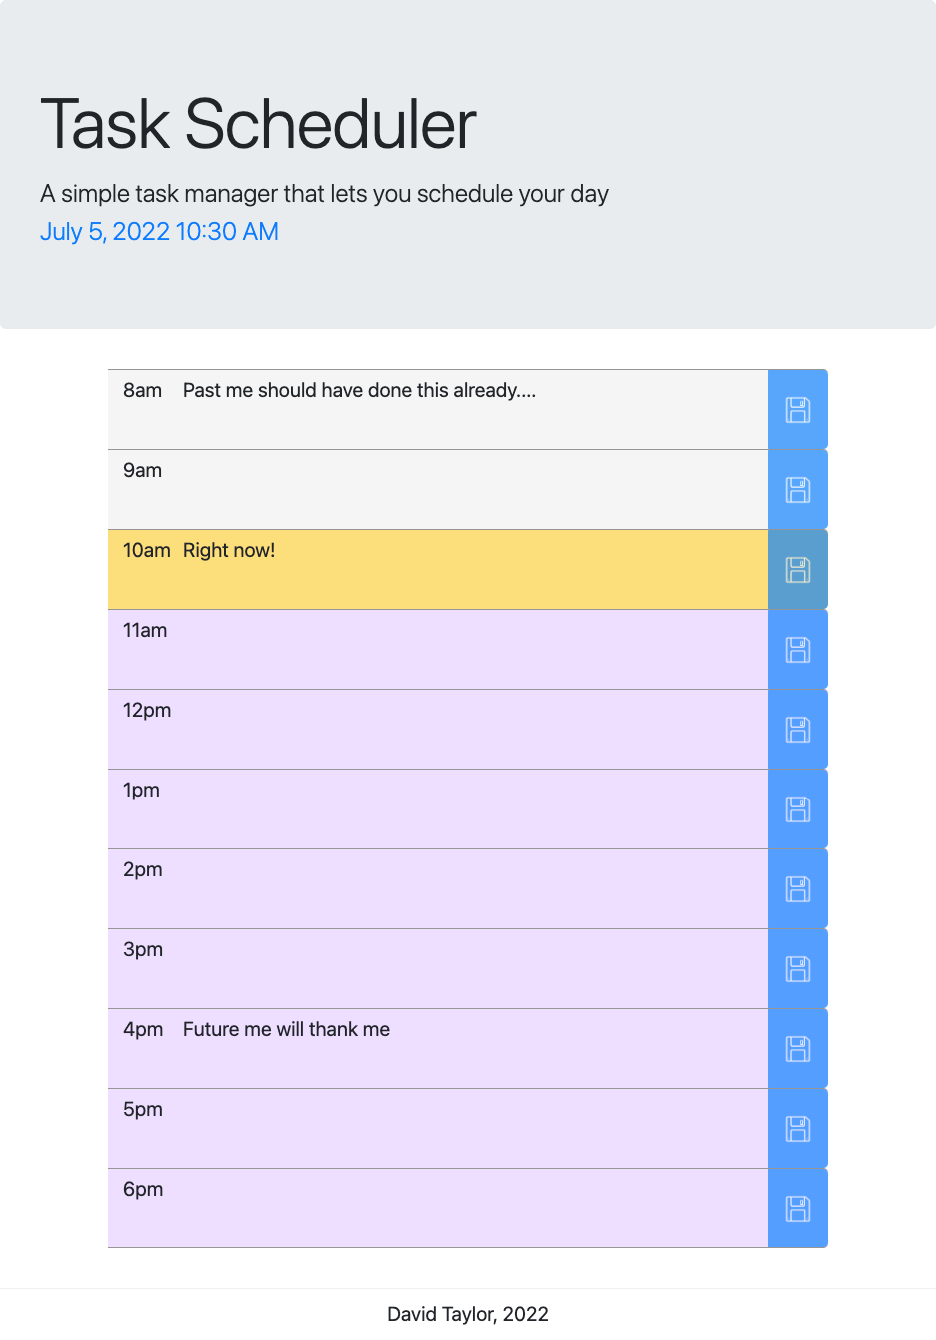 Task Scheduler
A simple task manager that lets you schedule your day
July 5, 2022 10:30 AM
8am Past me should have done this already....
9am
10am Right now!
11am
12pm
1pm
2pm
3pm
4pm Future me will thank me
5pm
6pm
David Taylor, 2022